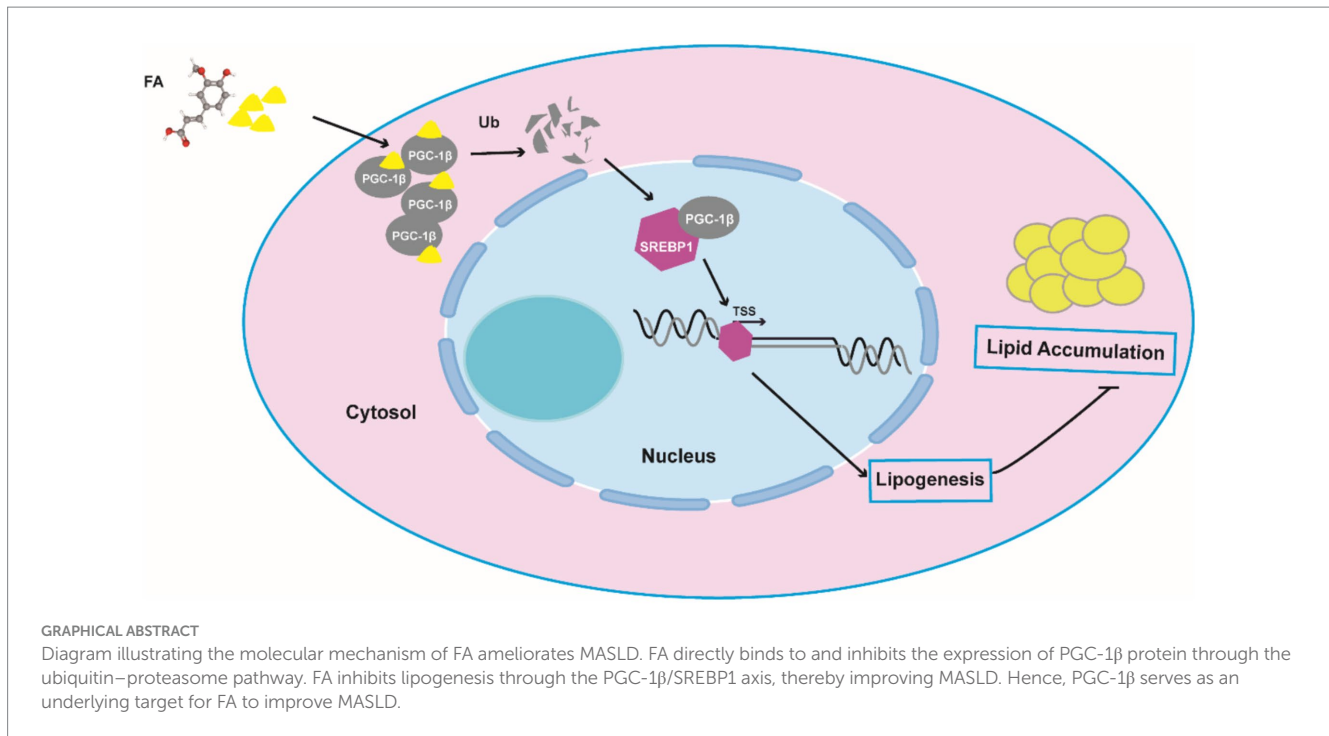 FA
Ub
PGC-1β
PGC-1β
PGC-1β
PGC-1β
PGC-1β
SREBP1
TSS
Lipid Accumulation
Cytosol
Nucleus
Lipogenesis
GRAPHICAL ABSTRACT
Diagram illustrating the molecular mechanism of FA ameliorates MASLD. FA directly binds to and inhibits the expression of PGC-1β protein through the
ubiquitin–proteasome pathway. FA inhibits lipogenesis through the PGC-1β/SREBP1 axis, thereby improving MASLD. Hence, PGC-1β serves as an
underlying target for FA to improve MASLD.